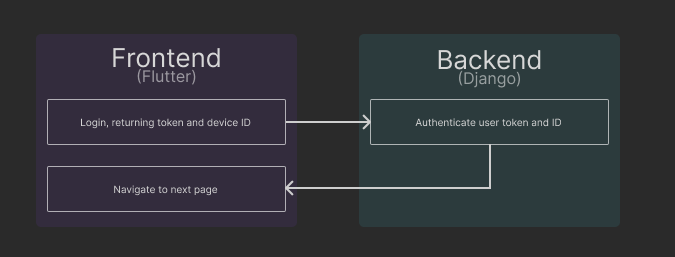 Frontend
(Flutter)
Login, returning token and device ID
Navigate to next page
Backend
(Django)
Authenticate user token and ID